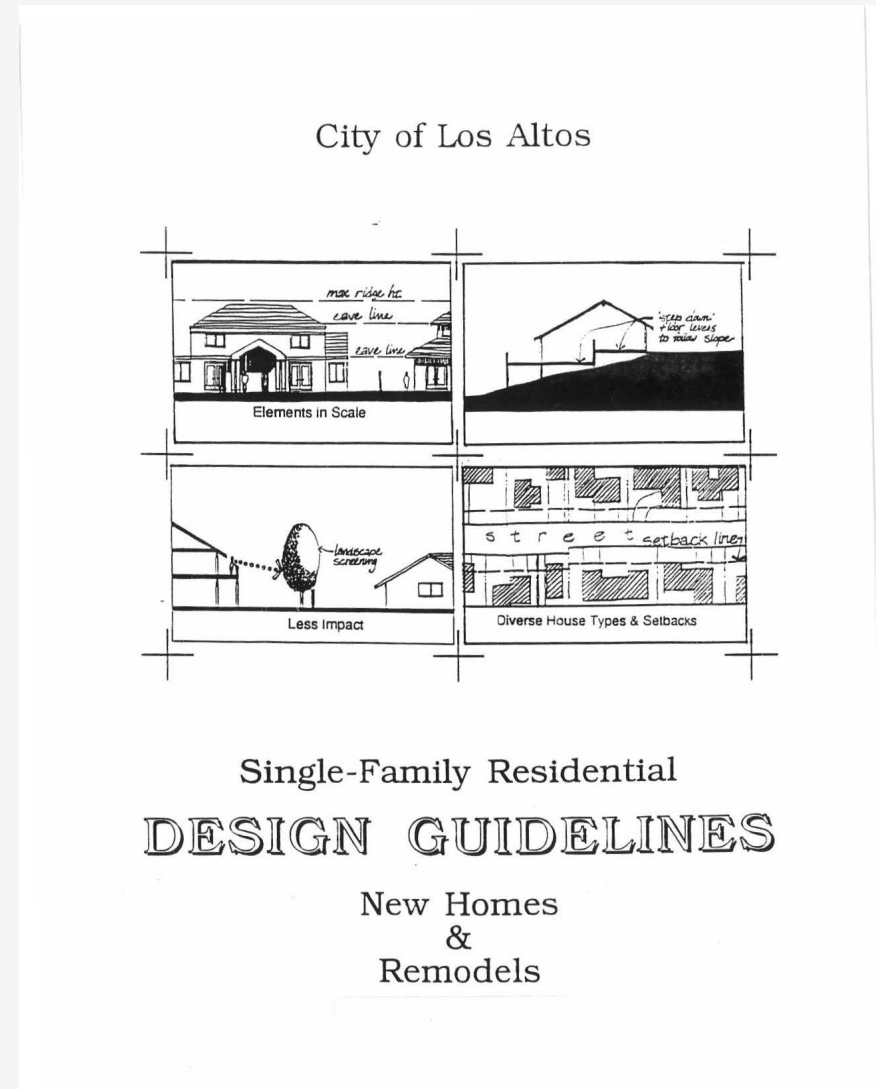 City of Los Altos
max ridge ht.
eave line
eave line
Elements in Scale
'step down'
floor levels
to follow slope
landscape
screening
Less Impact
street
setback line
Diverse House Types & Setbacks
Single-Family Residential
DESIGN GUIDELINES
New Homes
&
Remodels